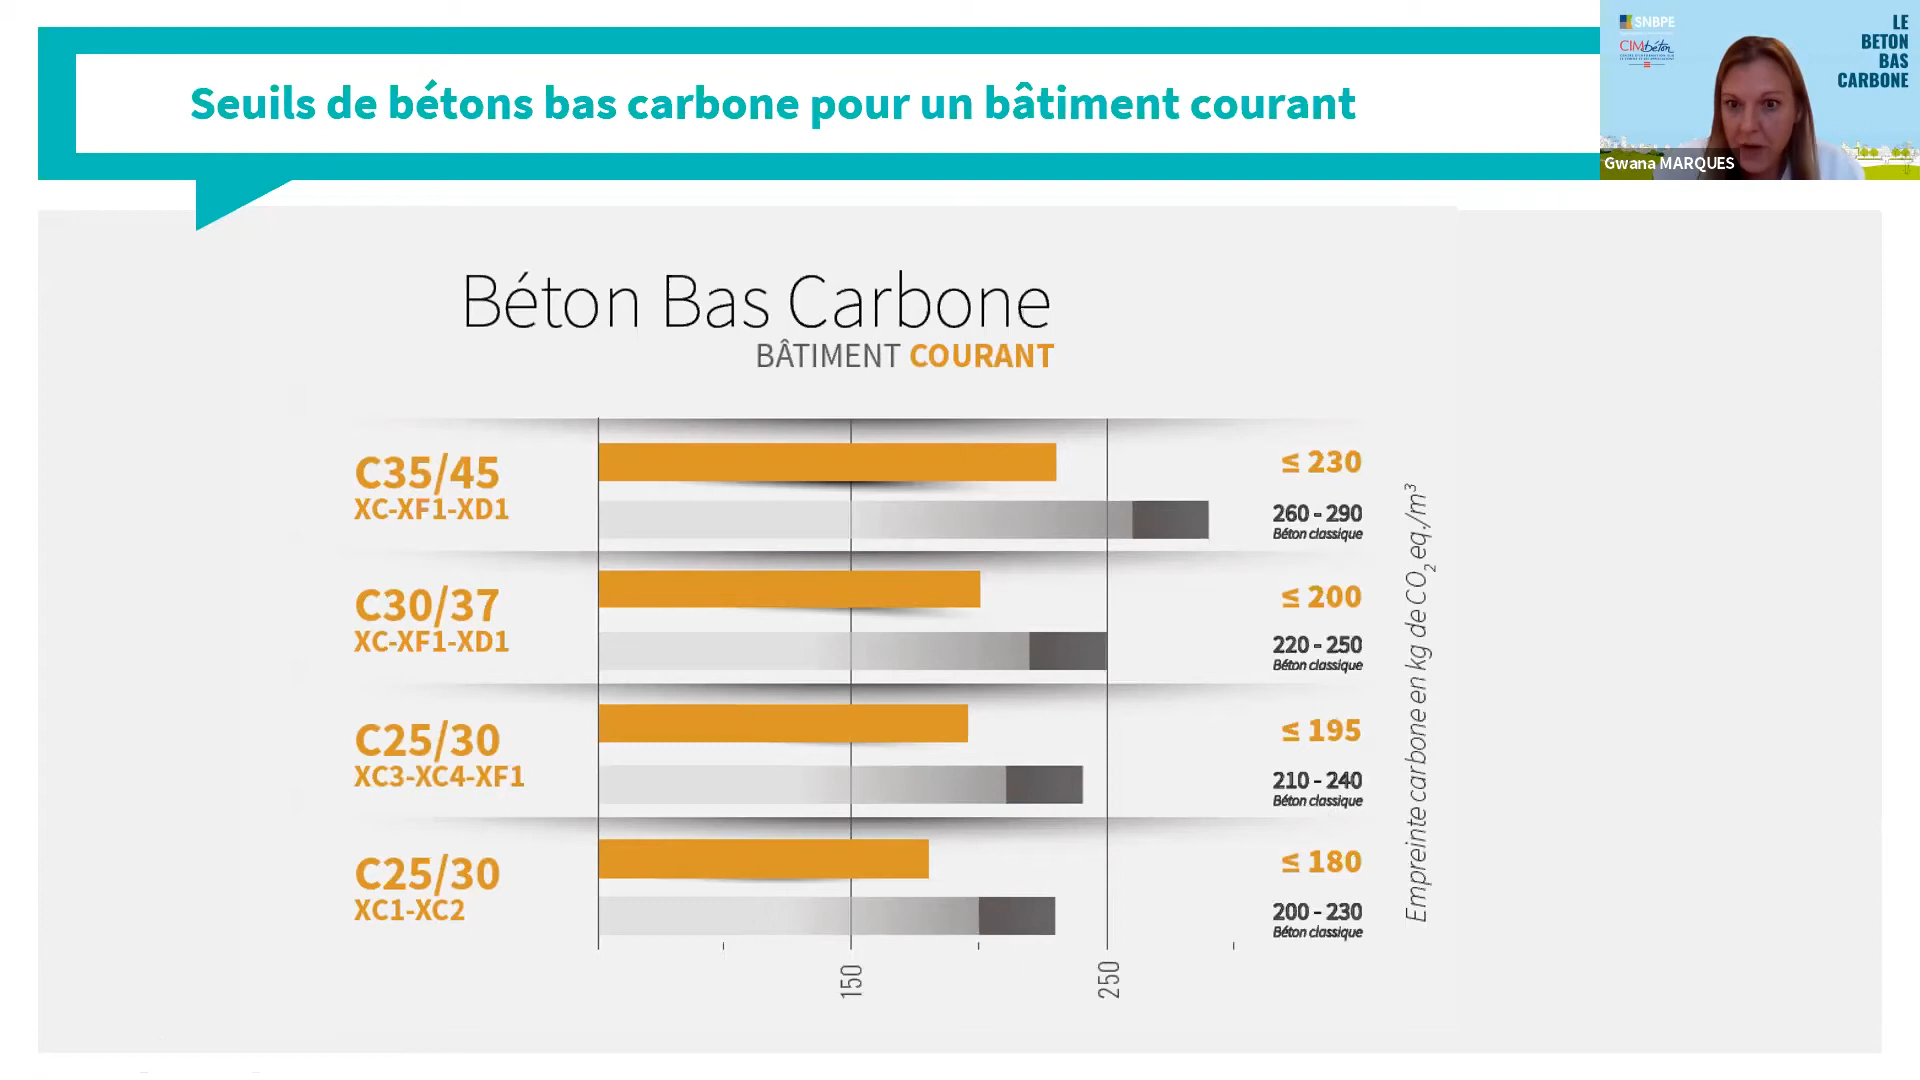 Seuils de bétons bas carbone pour un bâtiment courant
SNBPE
CIMbéton
LE
BETON
BAS
CARBONE
Gwana MARQUES
Béton Bas Carbone
BÂTIMENT COURANT
C35/45
XC-XF1-XD1
≤ 230
260 - 290
Béton classique
C30/37
XC-XF1-XD1
≤ 200
220 - 250
Béton classique
C25/30
XC3-XC4-XF1
≤ 195
210 - 240
Béton classique
C25/30
XC1-XC2
≤ 180
200 - 230
Béton classique
150
250
Empreinte carbone en kg de CO2 eq./m³